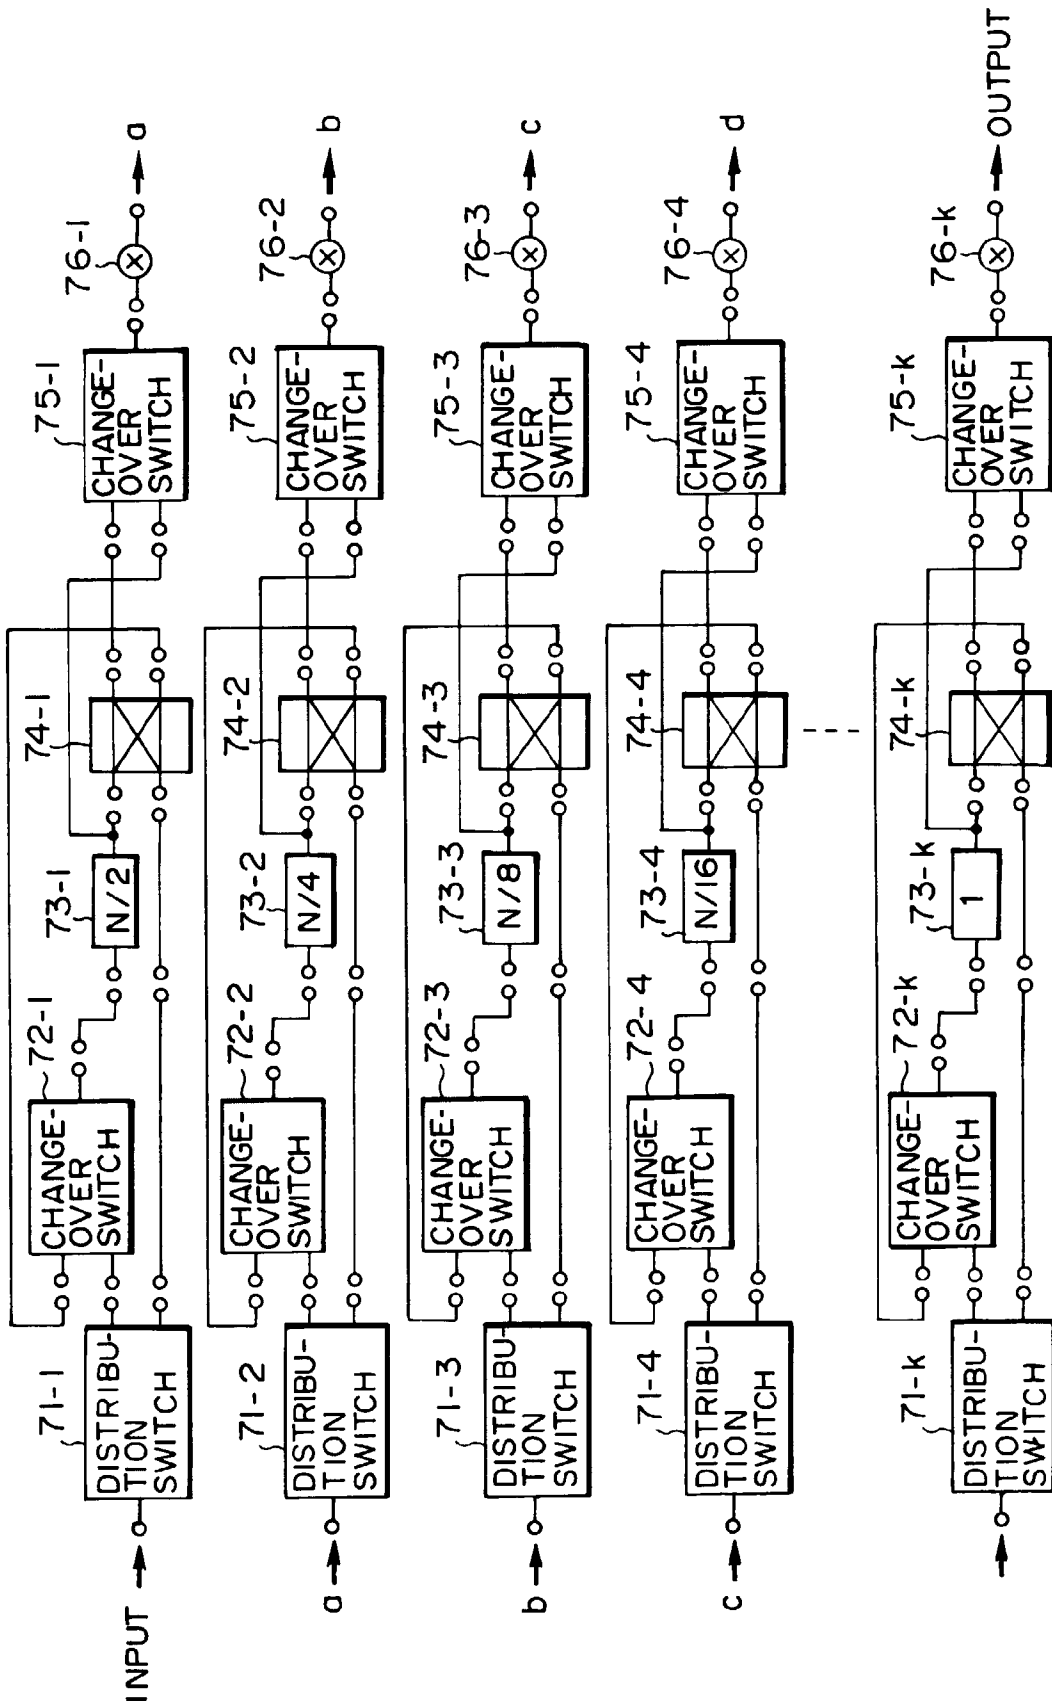 INPUT
71-1
DISTRIBU-
TION
SWITCH
72-1
CHANGE-
OVER
SWITCH
73-1
N/2
74-1
75-1
CHANGE-
OVER
SWITCH
76-1
a
a
71-2
DISTRIBU-
TION
SWITCH
72-2
CHANGE-
OVER
SWITCH
73-2
N/4
74-2
75-2
CHANGE-
OVER
SWITCH
76-2
b
b
71-3
DISTRIBU-
TION
SWITCH
72-3
CHANGE-
OVER
SWITCH
73-3
N/8
74-3
75-3
CHANGE-
OVER
SWITCH
76-3
c
c
71-4
DISTRIBU-
TION
SWITCH
72-4
CHANGE-
OVER
SWITCH
73-4
N/16
74-4
75-4
CHANGE-
OVER
SWITCH
76-4
d
71-k
DISTRIBU-
TION
SWITCH
72-k
CHANGE-
OVER
SWITCH
73-k
1
74-k
75-k
CHANGE-
OVER
SWITCH
76-k
OUTPUT